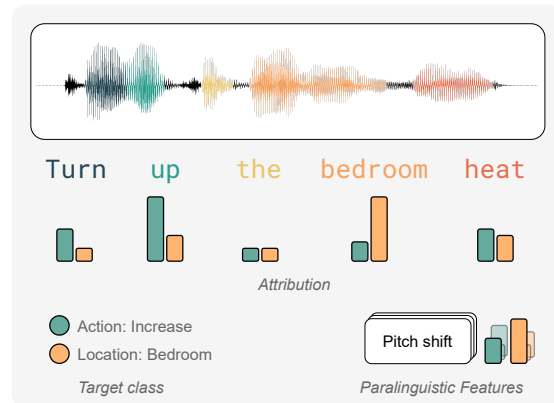 Turn up the bedroom heat
Attribution
Action: Increase
Location: Bedroom
Target class
Pitch shift
Paralinguistic Features